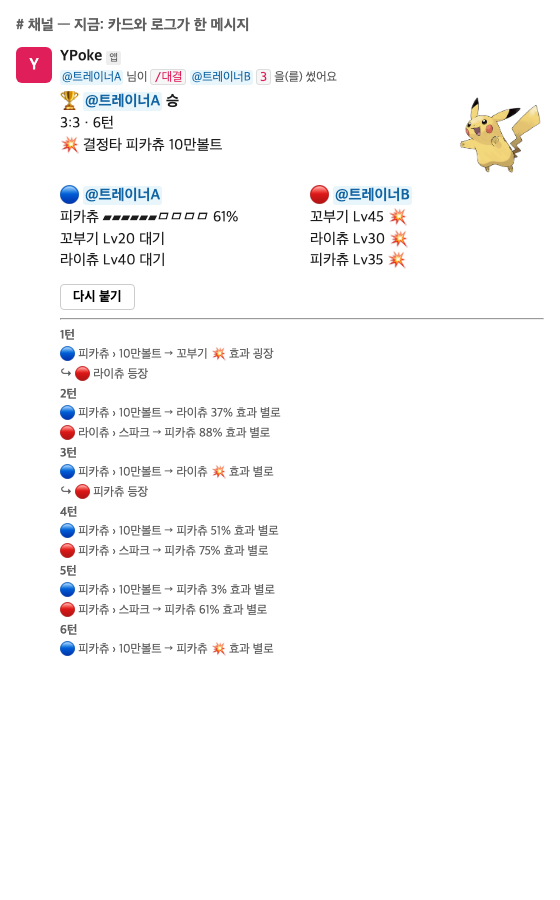 # 채널 — 지금: 카드와 로그가 한 메시지
Y
YPoke 앱
@트레이너A 님이 /대결 @트레이너B 3 을(를) 썼어요
🏆 @트레이너A 승
3:3 · 6턴
💥 결정타 피카츄 10만볼트
🔵 @트레이너A
피카츄 ▰▰▰▰▰▰▱▱▱▱ 61%
꼬부기 Lv20 대기
라이츄 Lv40 대기
🔴 @트레이너B
꼬부기 Lv45 💥
라이츄 Lv30 💥
피카츄 Lv35 💥
다시 붙기
1턴
🔵 피카츄 › 10만볼트 → 꼬부기 💥 효과 굉장
↪ 🔴 라이츄 등장
2턴
🔵 피카츄 › 10만볼트 → 라이츄 37% 효과 별로
🔴 라이츄 › 스파크 → 피카츄 88% 효과 별로
3턴
🔵 피카츄 › 10만볼트 → 라이츄 💥 효과 별로
↪ 🔴 피카츄 등장
4턴
🔵 피카츄 › 10만볼트 → 피카츄 51% 효과 별로
🔴 피카츄 › 스파크 → 피카츄 75% 효과 별로
5턴
🔵 피카츄 › 10만볼트 → 피카츄 3% 효과 별로
🔴 피카츄 › 스파크 → 피카츄 61% 효과 별로
6턴
🔵 피카츄 › 10만볼트 → 피카츄 💥 효과 별로